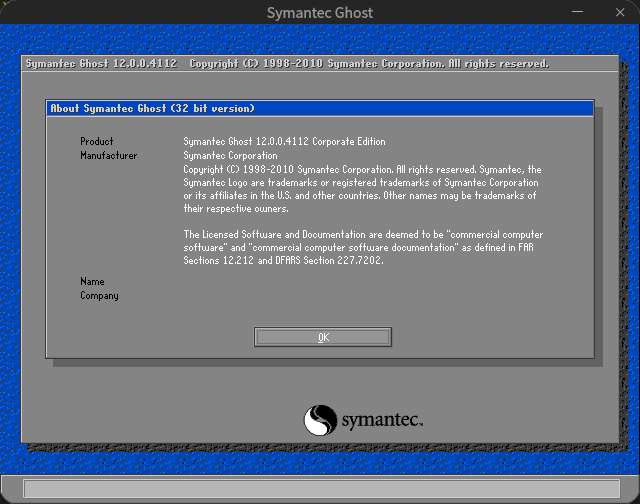 Symantec Ghost
Symantec Ghost 12.0.0.4112 Copyright (C) 1998-2010 Symantec Corporation. All rights reserved.
About Symantec Ghost (32 bit version)
Product Symantec Ghost 12.0.0.4112 Corporate Edition
Manufacturer Symantec Corporation
Copyright (C) 1998-2010 Symantec Corporation. All rights reserved. Symantec, the
Symantec Logo are trademarks or registered trademarks of Symantec Corporation
or its affiliates in the U.S. and other countries. Other names may be trademarks of
their respective owners.
The Licensed Software and Documentation are deemed to be "commercial computer
software" and "commercial computer software documentation" as defined in FAR
Sections 12.212 and DFARS Section 227.7202.
Name
Company
OK
symantec.